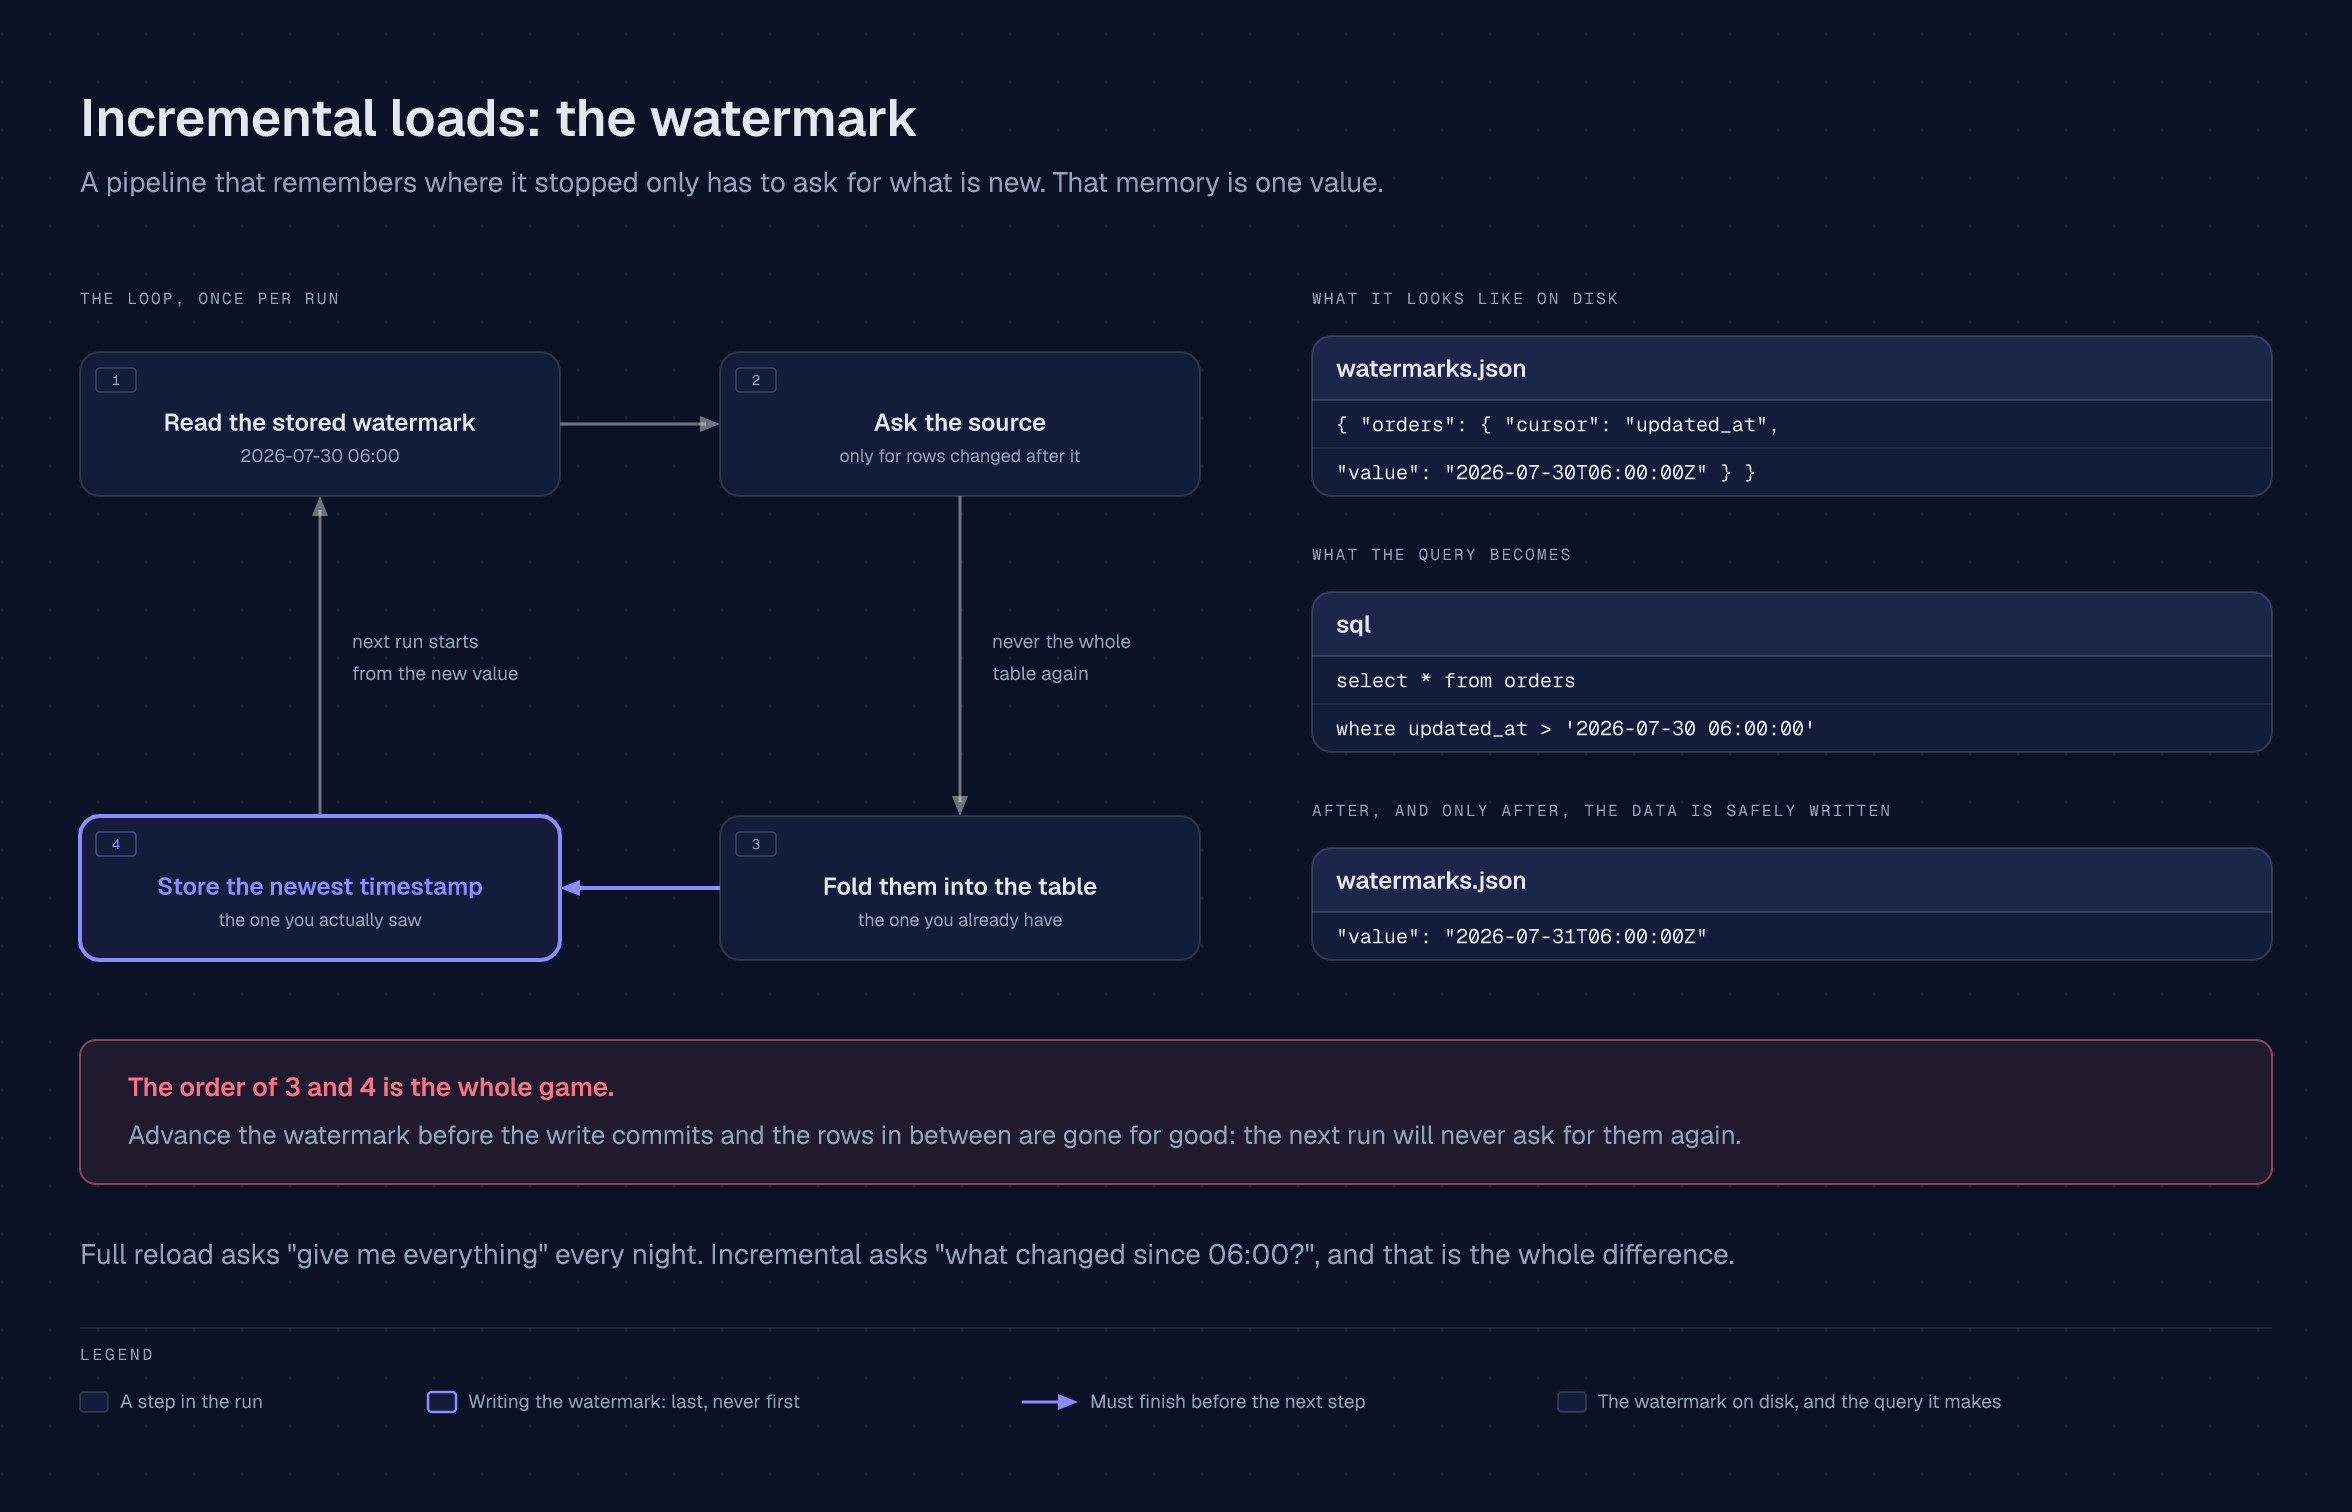 Incremental loads: the watermark
A pipeline that remembers where it stopped only has to ask for what is new. That memory is one value.
THE LOOP, ONCE PER RUN
1
Read the stored watermark
2026-07-30 06:00
2
Ask the source
only for rows changed after it
next run starts
from the new value
never the whole
table again
4
Store the newest timestamp
the one you actually saw
3
Fold them into the table
the one you already have
WHAT IT LOOKS LIKE ON DISK
watermarks.json
{ "orders": { "cursor": "updated_at",
"value": "2026-07-30T06:00:00Z" } }
WHAT THE QUERY BECOMES
sql
select * from orders
where updated_at > '2026-07-30 06:00:00'
AFTER, AND ONLY AFTER, THE DATA IS SAFELY WRITTEN
watermarks.json
"value": "2026-07-31T06:00:00Z"
The order of 3 and 4 is the whole game.
Advance the watermark before the write commits and the rows in between are gone for good: the next run will never ask for them again.
Full reload asks "give me everything" every night. Incremental asks "what changed since 06:00?", and that is the whole difference.
LEGEND
A step in the run
Writing the watermark: last, never first
Must finish before the next step
The watermark on disk, and the query it makes